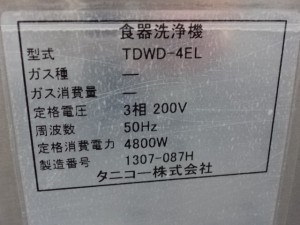 食器洗浄機
型式 TDWD-4EL
ガス種 —
ガス消費量 —
定格電圧 3相 200V
周波数 50Hz
定格消費電力 4800W
製造番号 1307-087H
タニコー株式会社